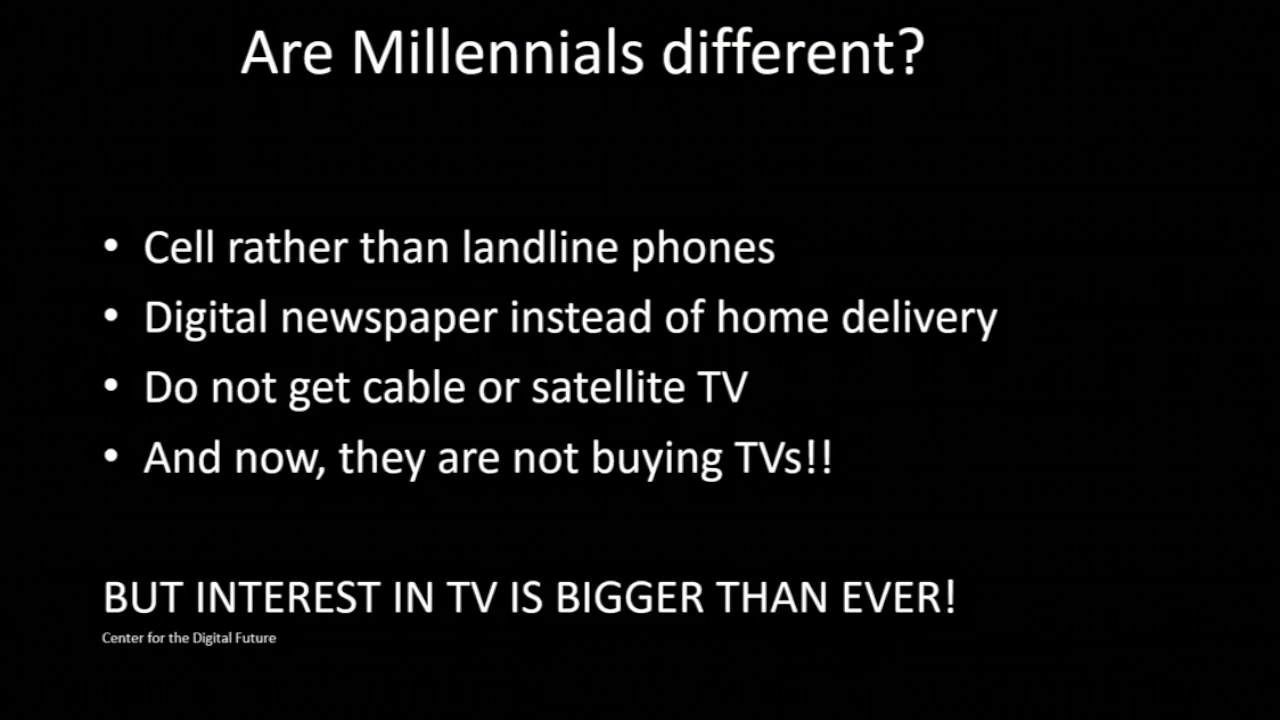 Are Millennials different?
• Cell rather than landline phones
• Digital newspaper instead of home delivery
• Do not get cable or satellite TV
• And now, they are not buying TVs!!
BUT INTEREST IN TV IS BIGGER THAN EVER!
Center for the Digital Future